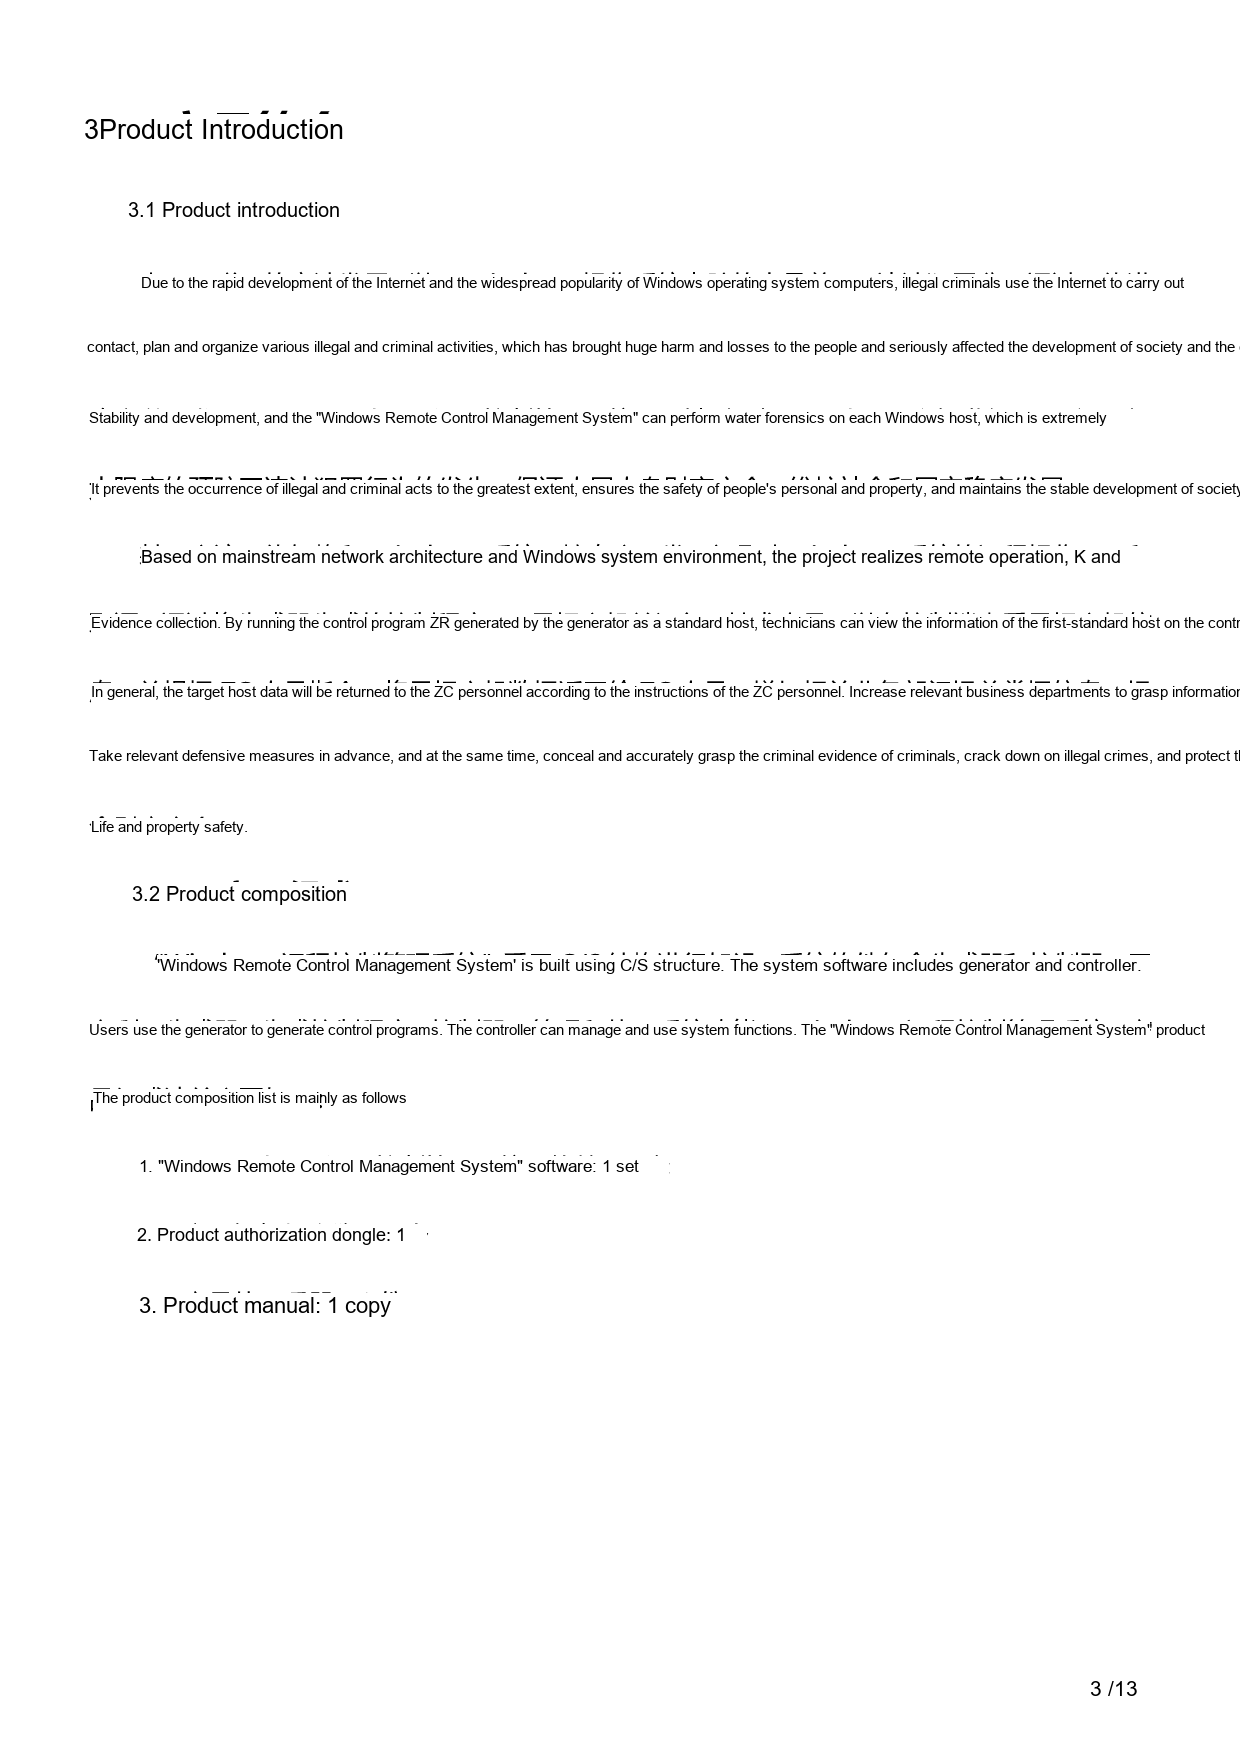 3Product Introduction
3.1 Product introduction
Due to the rapid development of the Internet and the widespread popularity of Windows operating system computers, illegal criminals use the Internet to carry out
contact, plan and organize various illegal and criminal activities, which has brought huge harm and losses to the people and seriously affected the development of society and the
Stability and development, and the "Windows Remote Control Management System" can perform water forensics on each Windows host, which is extremely
It prevents the occurrence of illegal and criminal acts to the greatest extent, ensures the safety of people's personal and property, and maintains the stable development of society
Based on mainstream network architecture and Windows system environment, the project realizes remote operation, K and
Evidence collection. By running the control program ZR generated by the generator as a standard host, technicians can view the information of the first-standard host on the contr
In general, the target host data will be returned to the ZC personnel according to the instructions of the ZC personnel. Increase relevant business departments to grasp information
Take relevant defensive measures in advance, and at the same time, conceal and accurately grasp the criminal evidence of criminals, crack down on illegal crimes, and protect t
Life and property safety.
3.2 Product composition
"Windows Remote Control Management System' is built using C/S structure. The system software includes generator and controller.
Users use the generator to generate control programs. The controller can manage and use system functions. The "Windows Remote Control Management System" product
The product composition list is mainly as follows
1. "Windows Remote Control Management System" software: 1 set
2. Product authorization dongle: 1
3. Product manual: 1 copy
3 /13